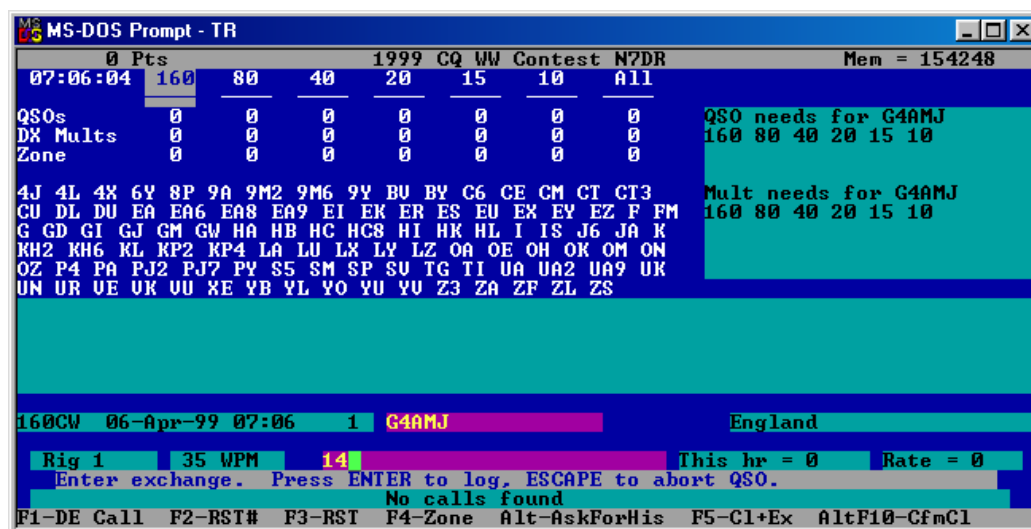 MS-DOS Prompt - TR
0 Pts 1999 CQ WW Contest N7DR Mem = 154248
07:06:04 160 80 40 20 15 10 All
QSOs 0 0 0 0 0 0 0 QSO needs for G4AMJ
DX Mults 0 0 0 0 0 0 0 160 80 40 20 15 10
Zone 0 0 0 0 0 0 0
4J 4L 4X 6Y 8P 9A 9M2 9M6 9Y BV BY C6 CE CM CT CT3 Mult needs for G4AMJ
CU DL DU EA EA6 EA8 EA9 EI EK ER ES EU EX EY EZ F FM 160 80 40 20 15 10
G GD GI GJ GM GW HA HB HC HC8 HI HK HL I IS J6 JA K
KH2 KH6 KL KP2 KP4 LA LU LX LY LZ OA OE OH OK OM ON
OZ P4 PA PJ2 PJ7 PY S5 SM SP SV TG TI UA UA2 UA9 UK
UN UR VE VK VU XE YB YL YO YU YV Z3 ZA ZF ZL ZS
160CW 06-Apr-99 07:06 1 G4AMJ England
Rig 1 35 WPM 14 This hr = 0 Rate = 0
Enter exchange. Press ENTER to log, ESCAPE to abort QSO.
No calls found
F1-DE Call F2-RST# F3-RST F4-Zone Alt-AskForHis F5-Cl+Ex AltF10-CfmCl